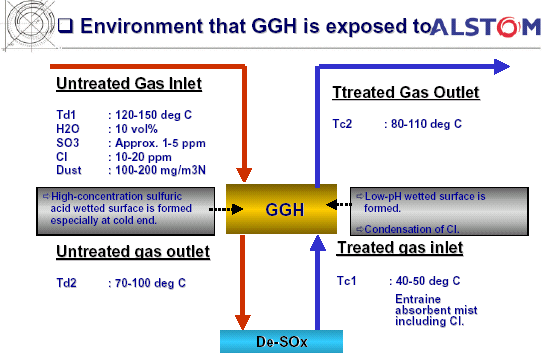 ❑ Environment that GGH is exposed to
ALSTOM
Untreated Gas Inlet
Td1 : 120-150 deg C
H2O : 10 vol%
SO3 : Approx. 1-5 ppm
Cl : 10-20 ppm
Dust : 100-200 mg/m3N
Ttreated Gas Outlet
Tc2 : 80-110 deg C
⇨High-concentration sulfuric
acid wetted surface is formed
especially at cold end.
GGH
⇨Low-pH wetted surface is
formed.
⇨Condensation of Cl.
Untreated gas outlet
Td2 : 70-100 deg C
Treated gas inlet
Tc1 : 40-50 deg C
Entraine
absorbent mist
including Cl.
De-SOx